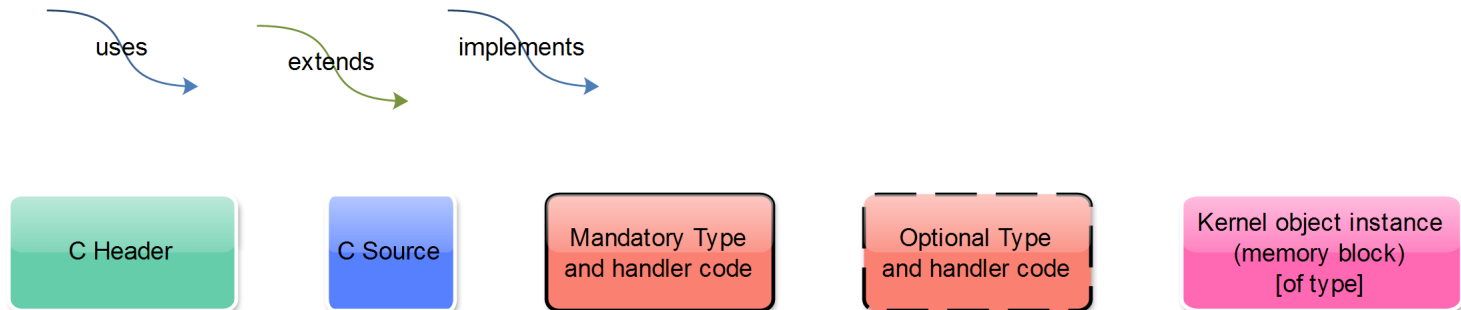 uses
extends
implements
C Header
C Source
Mandatory Type
and handler code
Optional Type
and handler code
Kernel object instance
(memory block)
[of type]